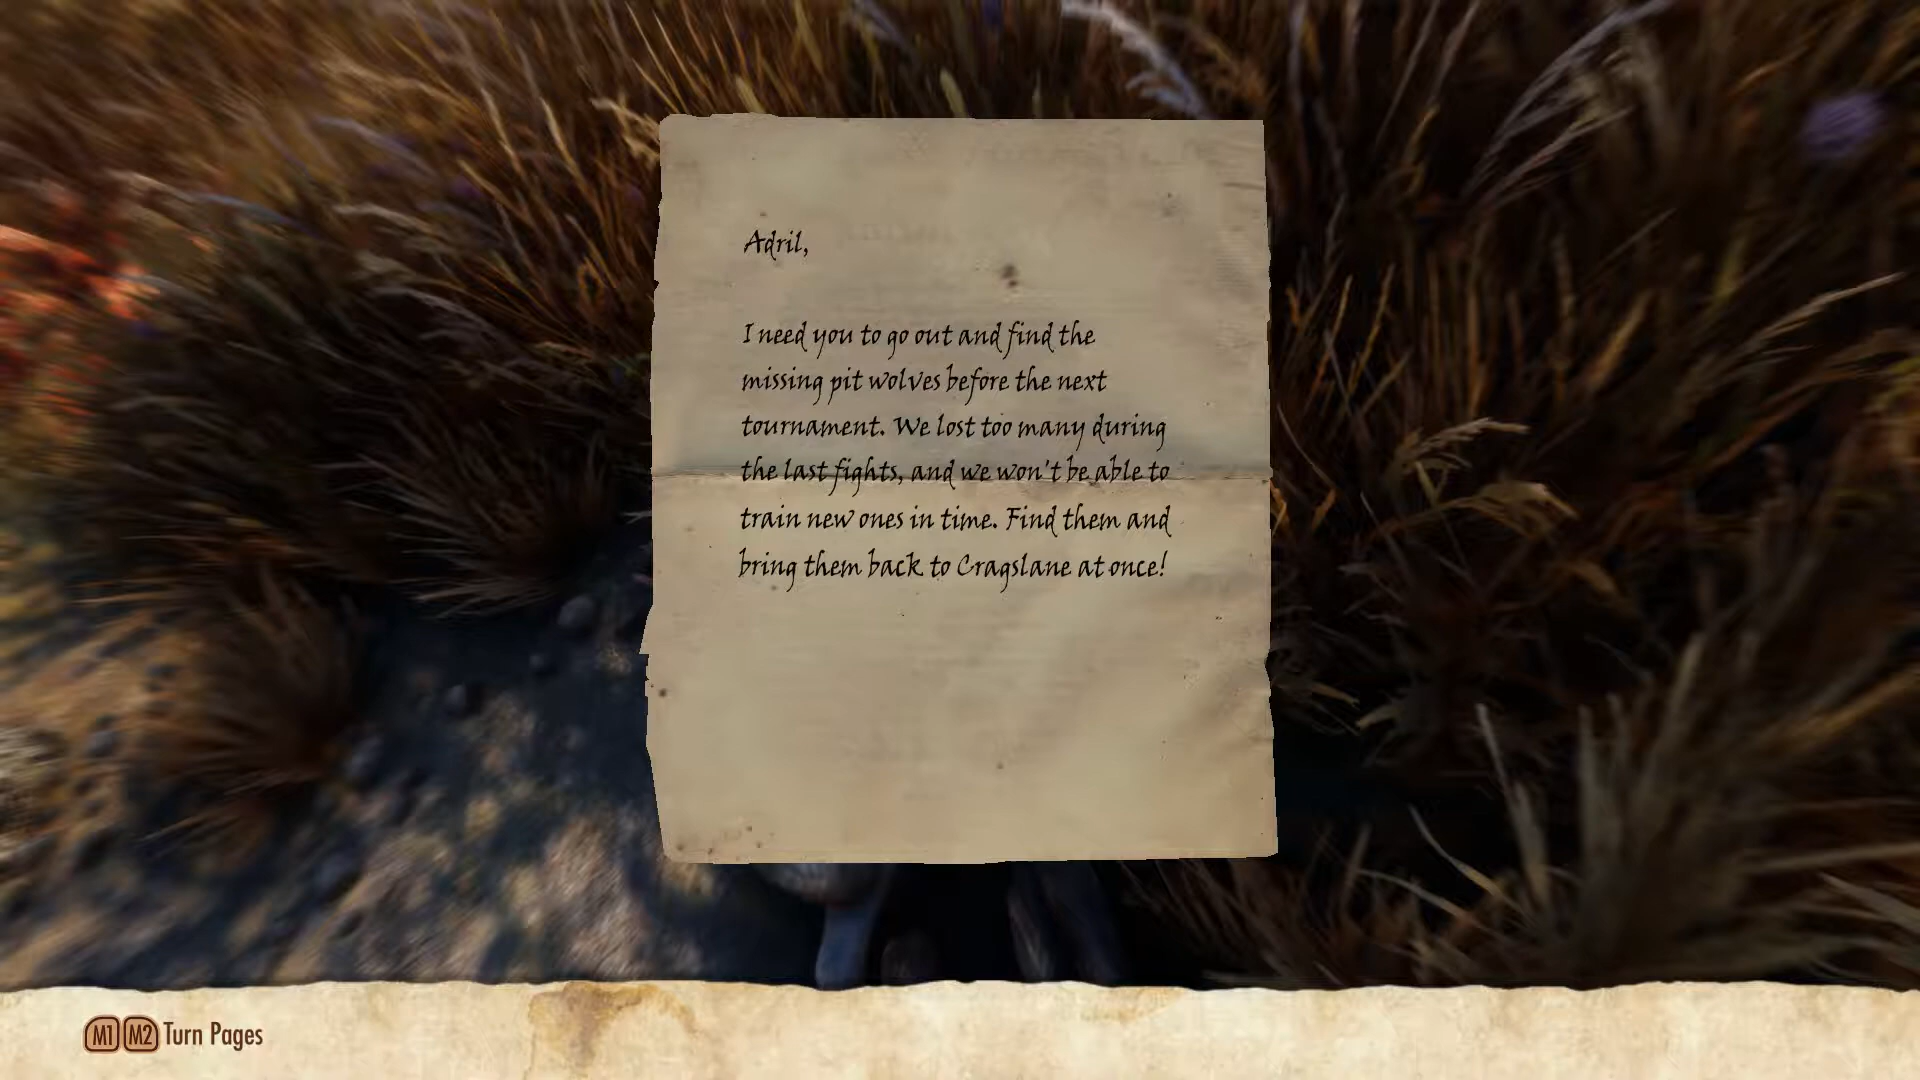 Adril,
I need you to go out and find the
missing pit wolves before the next
tournament. We lost too many during
the last fights, and we won't be able to
train new ones in time. Find them and
bring them back to Cragslane at once!
M1 M2 Turn Pages